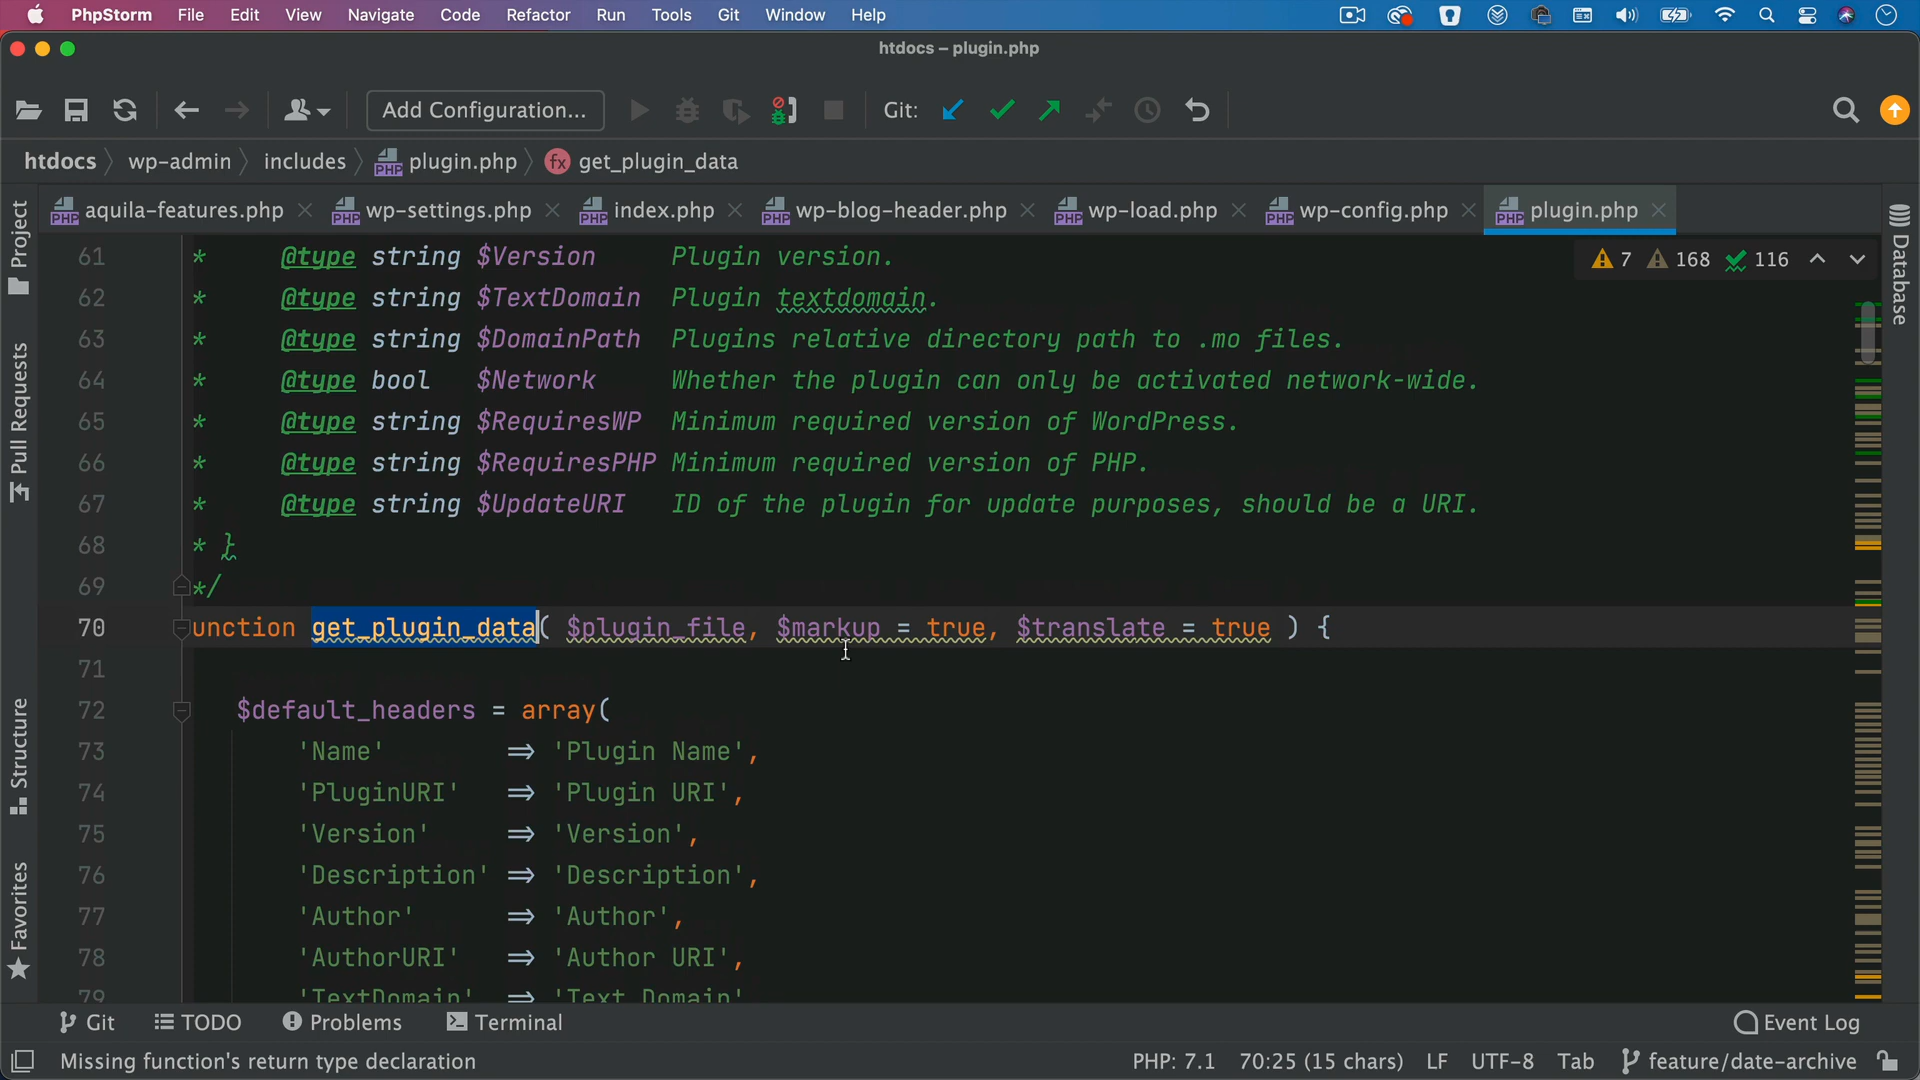 PhpStorm File Edit View Navigate Code Refactor Run Tools Git Window Help
htdocs – plugin.php
Add Configuration... Git:
htdocs wp-admin includes plugin.php fx get_plugin_data
aquila-features.php wp-settings.php index.php wp-blog-header.php wp-load.php wp-config.php plugin.php
7 168 116
61 * @type string $Version Plugin version.
62 * @type string $TextDomain Plugin textdomain.
63 * @type string $DomainPath Plugins relative directory path to .mo files.
64 * @type bool $Network Whether the plugin can only be activated network-wide.
65 * @type string $RequiresWP Minimum required version of WordPress.
66 * @type string $RequiresPHP Minimum required version of PHP.
67 * @type string $UpdateURI ID of the plugin for update purposes, should be a URI.
68 * }
69 */
70 unction get_plugin_data( $plugin_file, $markup = true, $translate = true ) {
71
72 $default_headers = array(
73 'Name' => 'Plugin Name',
74 'PluginURI' => 'Plugin URI',
75 'Version' => 'Version',
76 'Description' => 'Description',
77 'Author' => 'Author',
78 'AuthorURI' => 'Author URI',
79 'TextDomain' => 'Text Domain'
Project
Pull Requests
Structure
Favorites
Database
Git TODO Problems Terminal Event Log
Missing function's return type declaration PHP: 7.1 70:25 (15 chars) LF UTF-8 Tab feature/date-archive